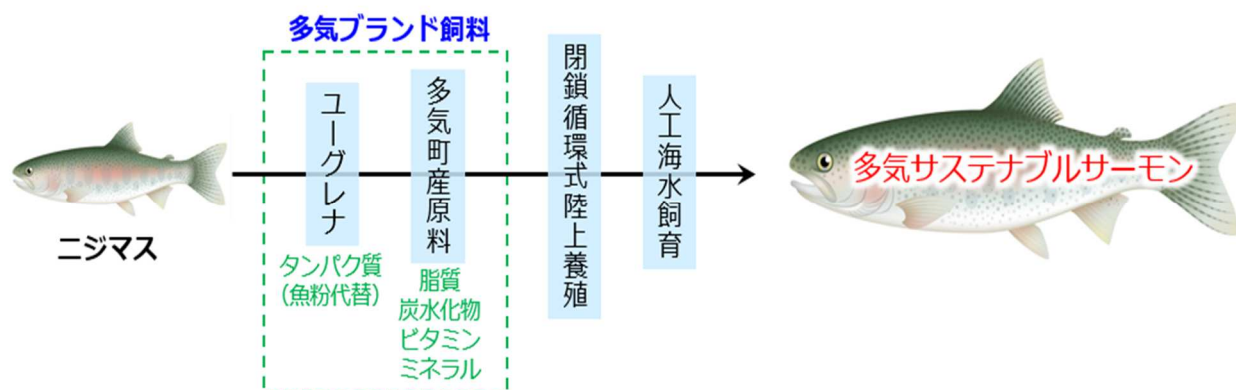 多気ブランド飼料
ニジマス
ユーグレナ
タンパク質
(魚粉代替)
多気町産原料
脂質
炭水化物
ビタミン
ミネラル
閉鎖循環式陸上養殖
人工海水飼育
多気サステナブルサーモン